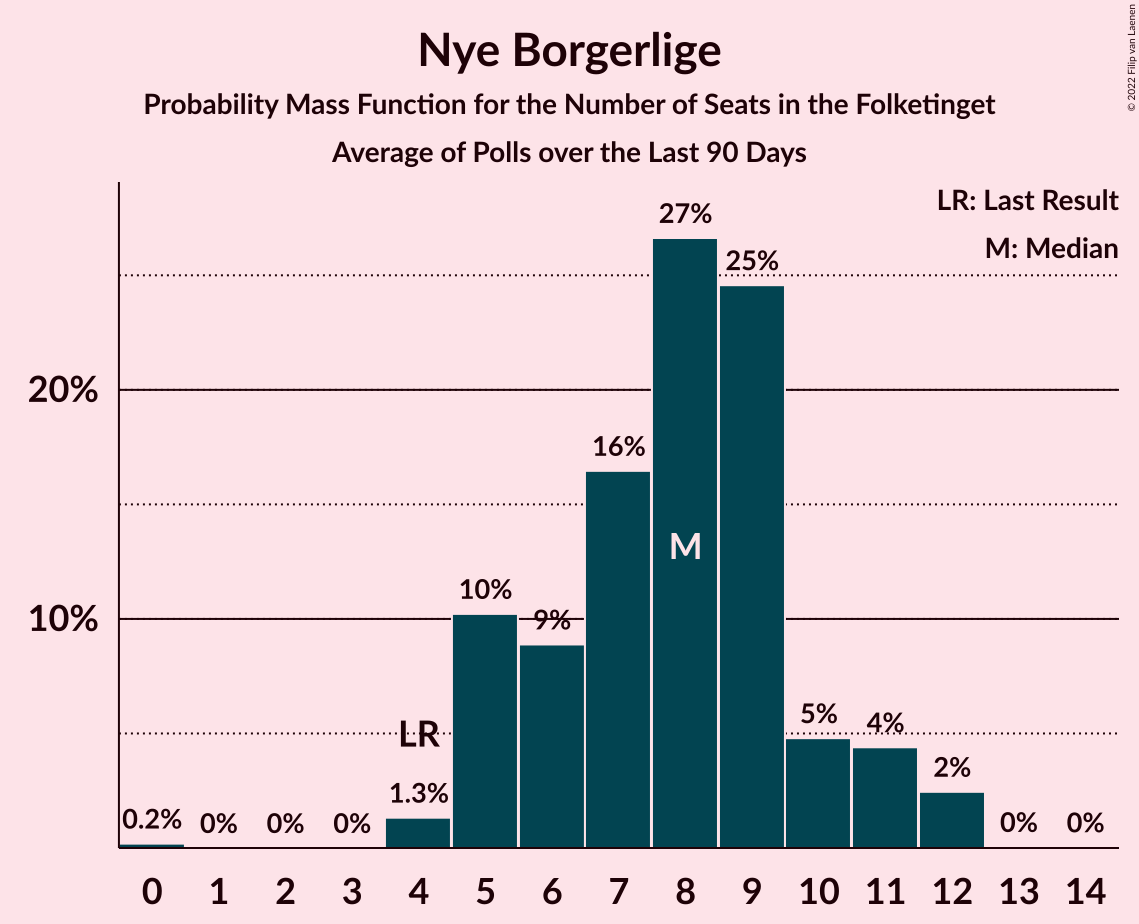 © 2022 Filip van Laenen
Nye Borgerlige
Probability Mass Function for the Number of Seats in the Folketinget
Average of Polls over the Last 90 Days
LR: Last Result
M: Median
27%
25%
20%
16%
M
10%
10%
9%
LR
5%
4%
2%
1.3%
0.2% 0% 0% 0% 0% 0%
0 1 2 3 4 5 6 7 8 9 10 11 12 13 14